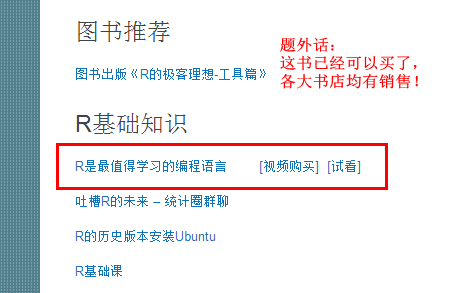 图书推荐
题外话：
这书已经可以买了，
各大书店均有销售！
图书出版《R的极客理想-工具篇》
R基础知识
R是最值得学习的编程语言 [视频购买] [试看]
吐槽R的未来 – 统计圈群聊
R的历史版本安装Ubuntu
R基础课